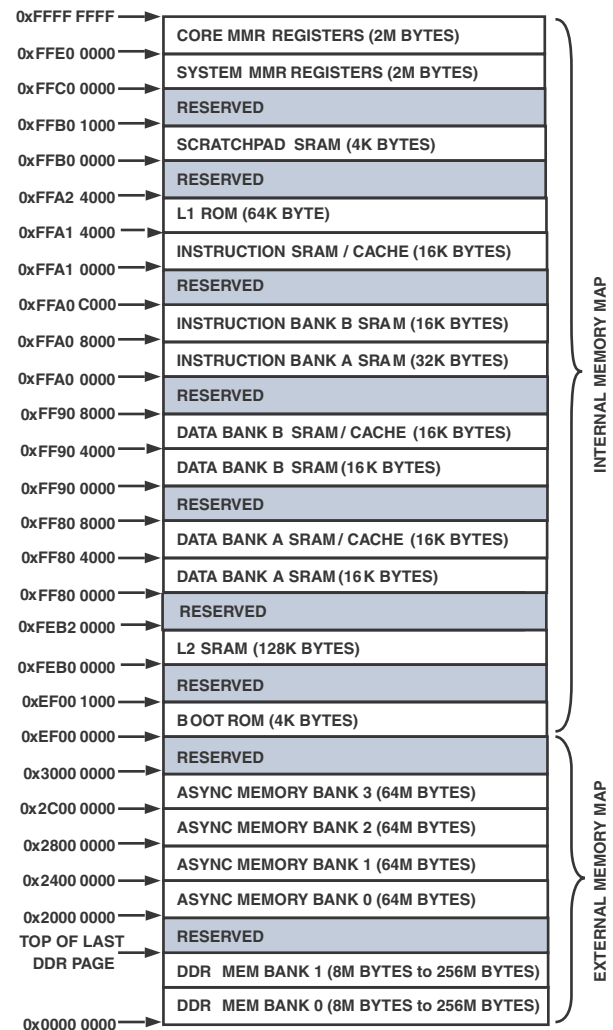 0xFFFF FFFF
CORE MMR REGISTERS (2M BYTES)
0xFFE0 0000
SYSTEM MMR REGISTERS (2M BYTES)
0xFFC0 0000
RESERVED
0xFFB0 1000
SCRATCHPAD SRAM (4K BYTES)
0xFFB0 0000
RESERVED
0xFFA2 4000
L1 ROM (64K BYTE)
0xFFA1 4000
INSTRUCTION SRAM / CACHE (16K BYTES)
0xFFA1 0000
RESERVED
0xFFA0 C000
INSTRUCTION BANK B SRAM (16K BYTES)
0xFFA0 8000
INSTRUCTION BANK A SRAM (32K BYTES)
0xFFA0 0000
RESERVED
0xFF90 8000
DATA BANK B SRAM / CACHE (16K BYTES)
0xFF90 4000
DATA BANK B SRAM (16K BYTES)
0xFF90 0000
RESERVED
0xFF80 8000
DATA BANK A SRAM / CACHE (16K BYTES)
0xFF80 4000
DATA BANK A SRAM (16K BYTES)
0xFF80 0000
RESERVED
0xFEB2 0000
L2 SRAM (128K BYTES)
0xFEB0 0000
RESERVED
0xEF00 1000
BOOT ROM (4K BYTES)
0xEF00 0000
RESERVED
0x3000 0000
ASYNC MEMORY BANK 3 (64M BYTES)
0x2C00 0000
ASYNC MEMORY BANK 2 (64M BYTES)
0x2800 0000
ASYNC MEMORY BANK 1 (64M BYTES)
0x2400 0000
ASYNC MEMORY BANK 0 (64M BYTES)
0x2000 0000
RESERVED
TOP OF LAST
DDR PAGE
DDR MEM BANK 1 (8M BYTES to 256M BYTES)
DDR MEM BANK 0 (8M BYTES to 256M BYTES)
0x0000 0000
INTERNAL MEMORY MAP
EXTERNAL MEMORY MAP